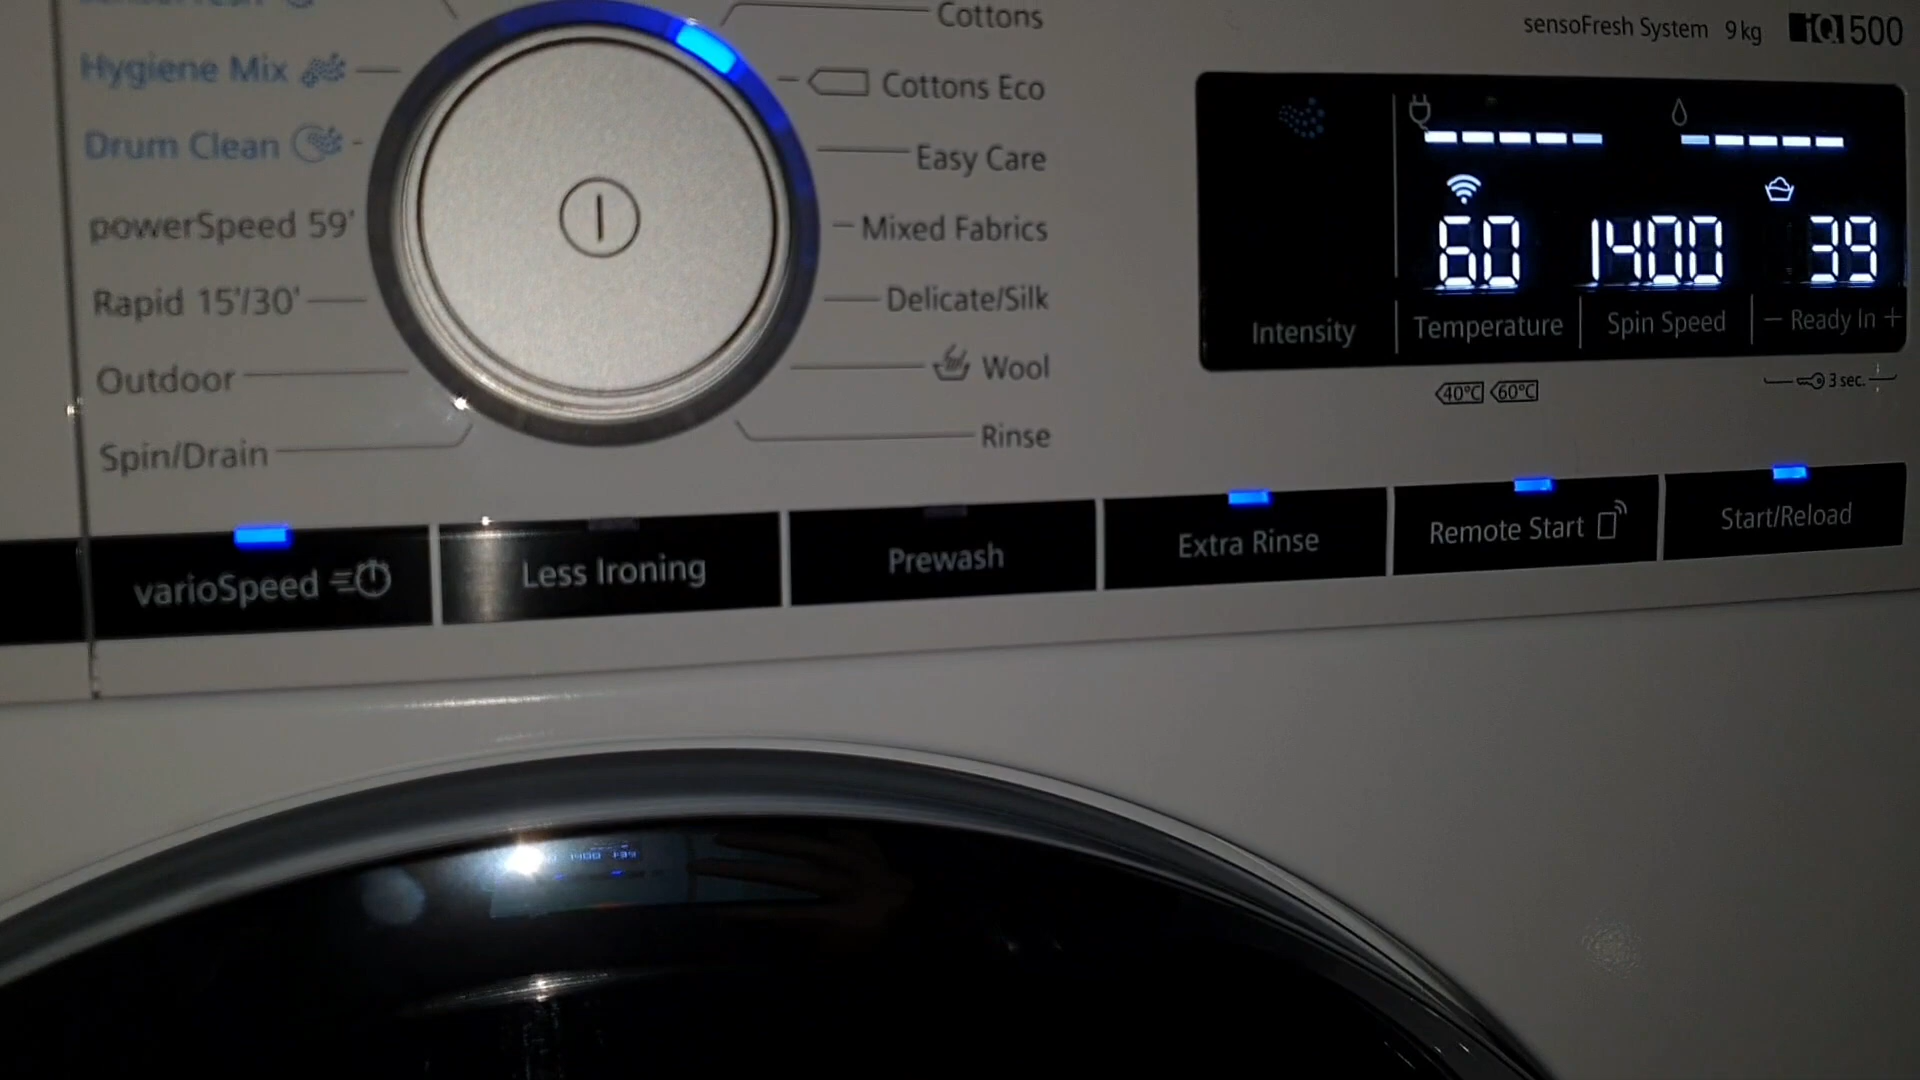 sensoFresh
Hygiene Mix
Drum Clean
powerSpeed 59'
Rapid 15'/30'
Outdoor
Spin/Drain
Cottons
Cottons Eco
Easy Care
Mixed Fabrics
Delicate/Silk
Wool
Rinse
sensoFresh System 9 kg iQ500
60 1400 39
Intensity Temperature Spin Speed − Ready In +
40°C 60°C 3 sec.
varioSpeed Less Ironing Prewash Extra Rinse Remote Start Start/Reload